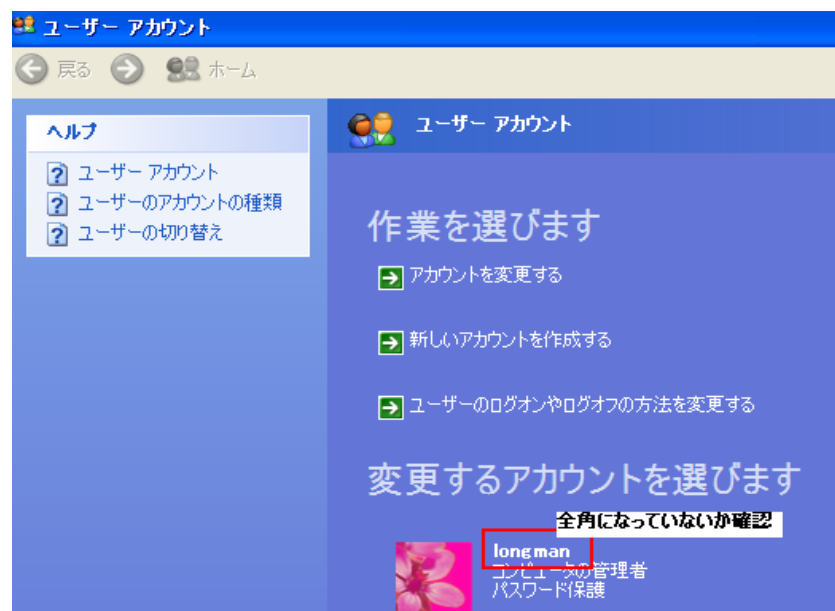 ユーザー アカウント
戻る
ホーム
ヘルプ
ユーザー アカウント
ユーザーのアカウントの種類
ユーザーの切り替え
ユーザー アカウント
作業を選びます
アカウントを変更する
新しいアカウントを作成する
ユーザーのログオンやログオフの方法を変更する
変更するアカウントを選びます
全角になっていないか確認
longman
コンピュータの管理者
パスワード保護